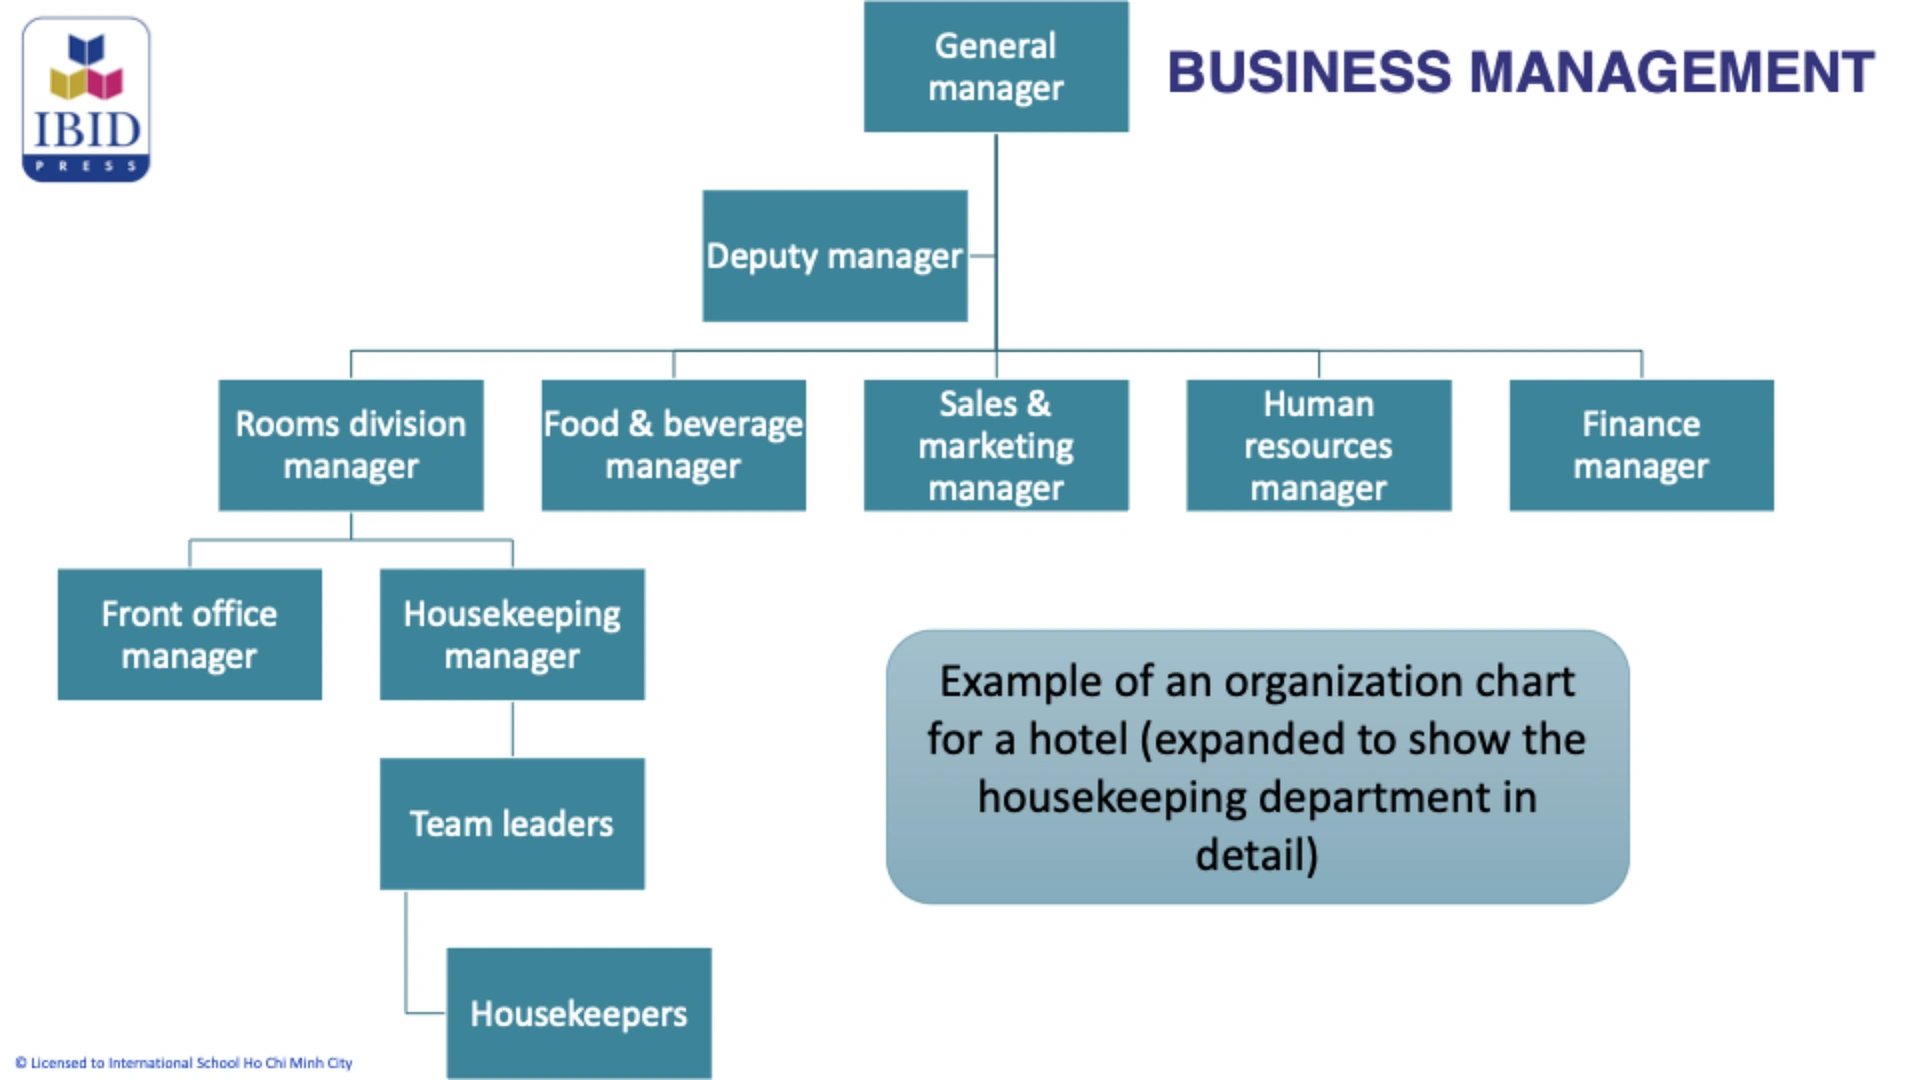 IBID
PRESS
General
manager
BUSINESS MANAGEMENT
Deputy manager
Rooms division
manager
Food & beverage
manager
Sales &
marketing
manager
Human
resources
manager
Finance
manager
Front office
manager
Housekeeping
manager
Example of an organization chart
for a hotel (expanded to show the
housekeeping department in
detail)
Team leaders
Housekeepers
© Licensed to International School Ho Chi Minh City